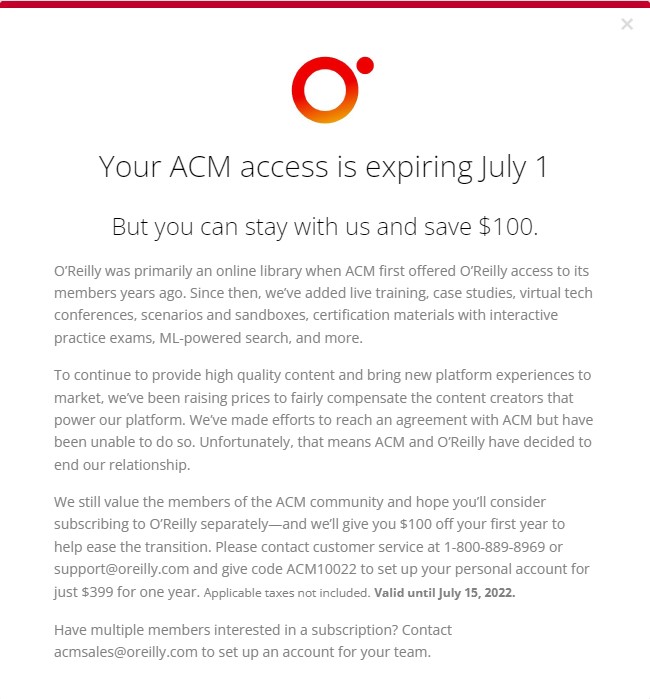 Your ACM access is expiring July 1
But you can stay with us and save $100.
O’Reilly was primarily an online library when ACM first offered O’Reilly access to its
members years ago. Since then, we’ve added live training, case studies, virtual tech
conferences, scenarios and sandboxes, certification materials with interactive
practice exams, ML-powered search, and more.
To continue to provide high quality content and bring new platform experiences to
market, we’ve been raising prices to fairly compensate the content creators that
power our platform. We’ve made efforts to reach an agreement with ACM but have
been unable to do so. Unfortunately, that means ACM and O’Reilly have decided to
end our relationship.
We still value the members of the ACM community and hope you’ll consider
subscribing to O’Reilly separately—and we’ll give you $100 off your first year to
help ease the transition. Please contact customer service at 1-800-889-8969 or
support@oreilly.com and give code ACM10022 to set up your personal account for
just $399 for one year. Applicable taxes not included. Valid until July 15, 2022.
Have multiple members interested in a subscription? Contact
acmsales@oreilly.com to set up an account for your team.